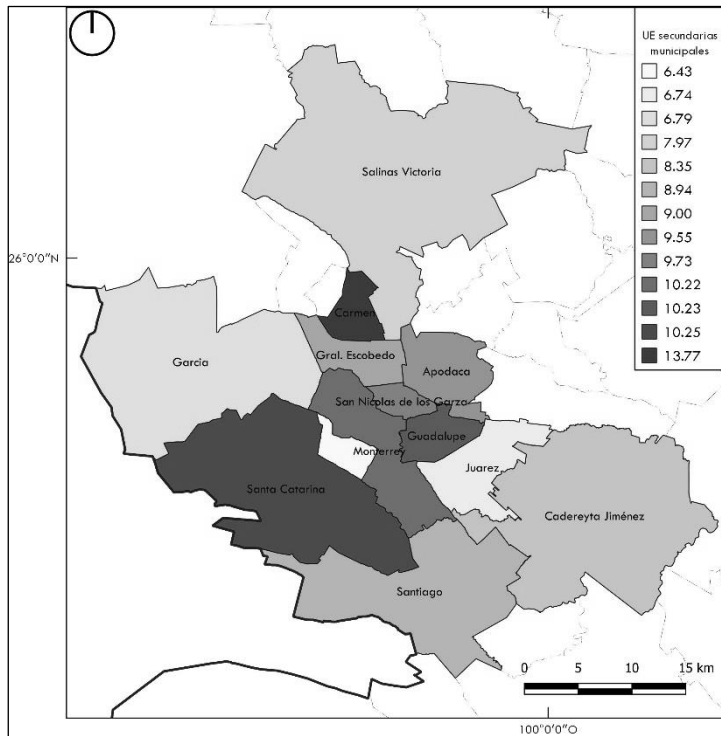 UE secundarias
municipales
6.43
6.74
6.79
7.97
8.35
8.94
9.00
9.55
9.73
10.22
10.23
10.25
13.77
Salinas Victoria
26°0'0"N
Carmen
García
Gral. Escobedo
Apodaca
San Nicolas de los Garza
Guadalupe
Monterrey
Juarez
Santa Catarina
Cadereyta Jiménez
Santiago
0 5 10 15 km
100°0'0"O